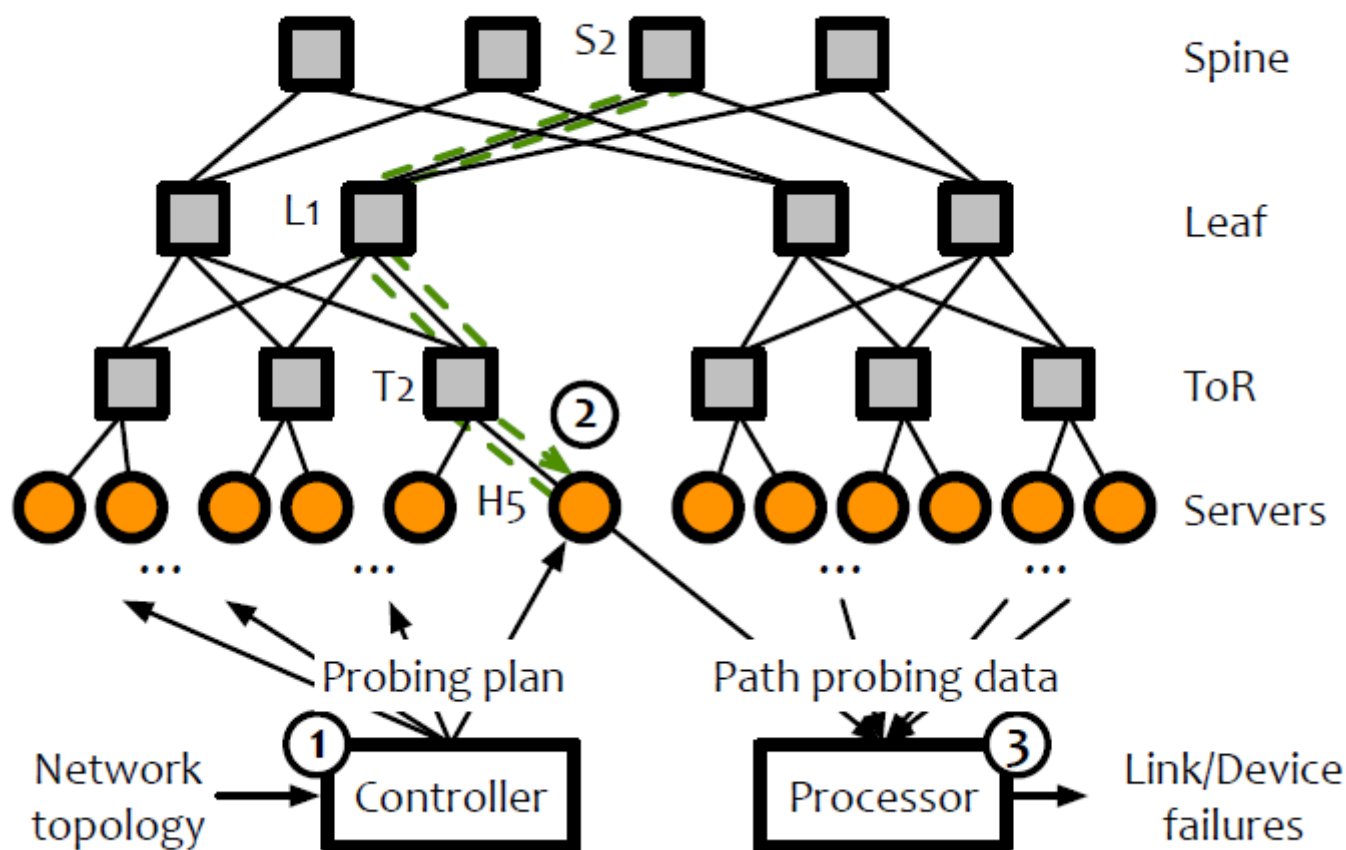 S2
Spine
L1
Leaf
T2
2
ToR
H5
Servers
...
...
...
...
Probing plan
Path probing data
1
3
Network
topology
Controller
Processor
Link/Device
failures